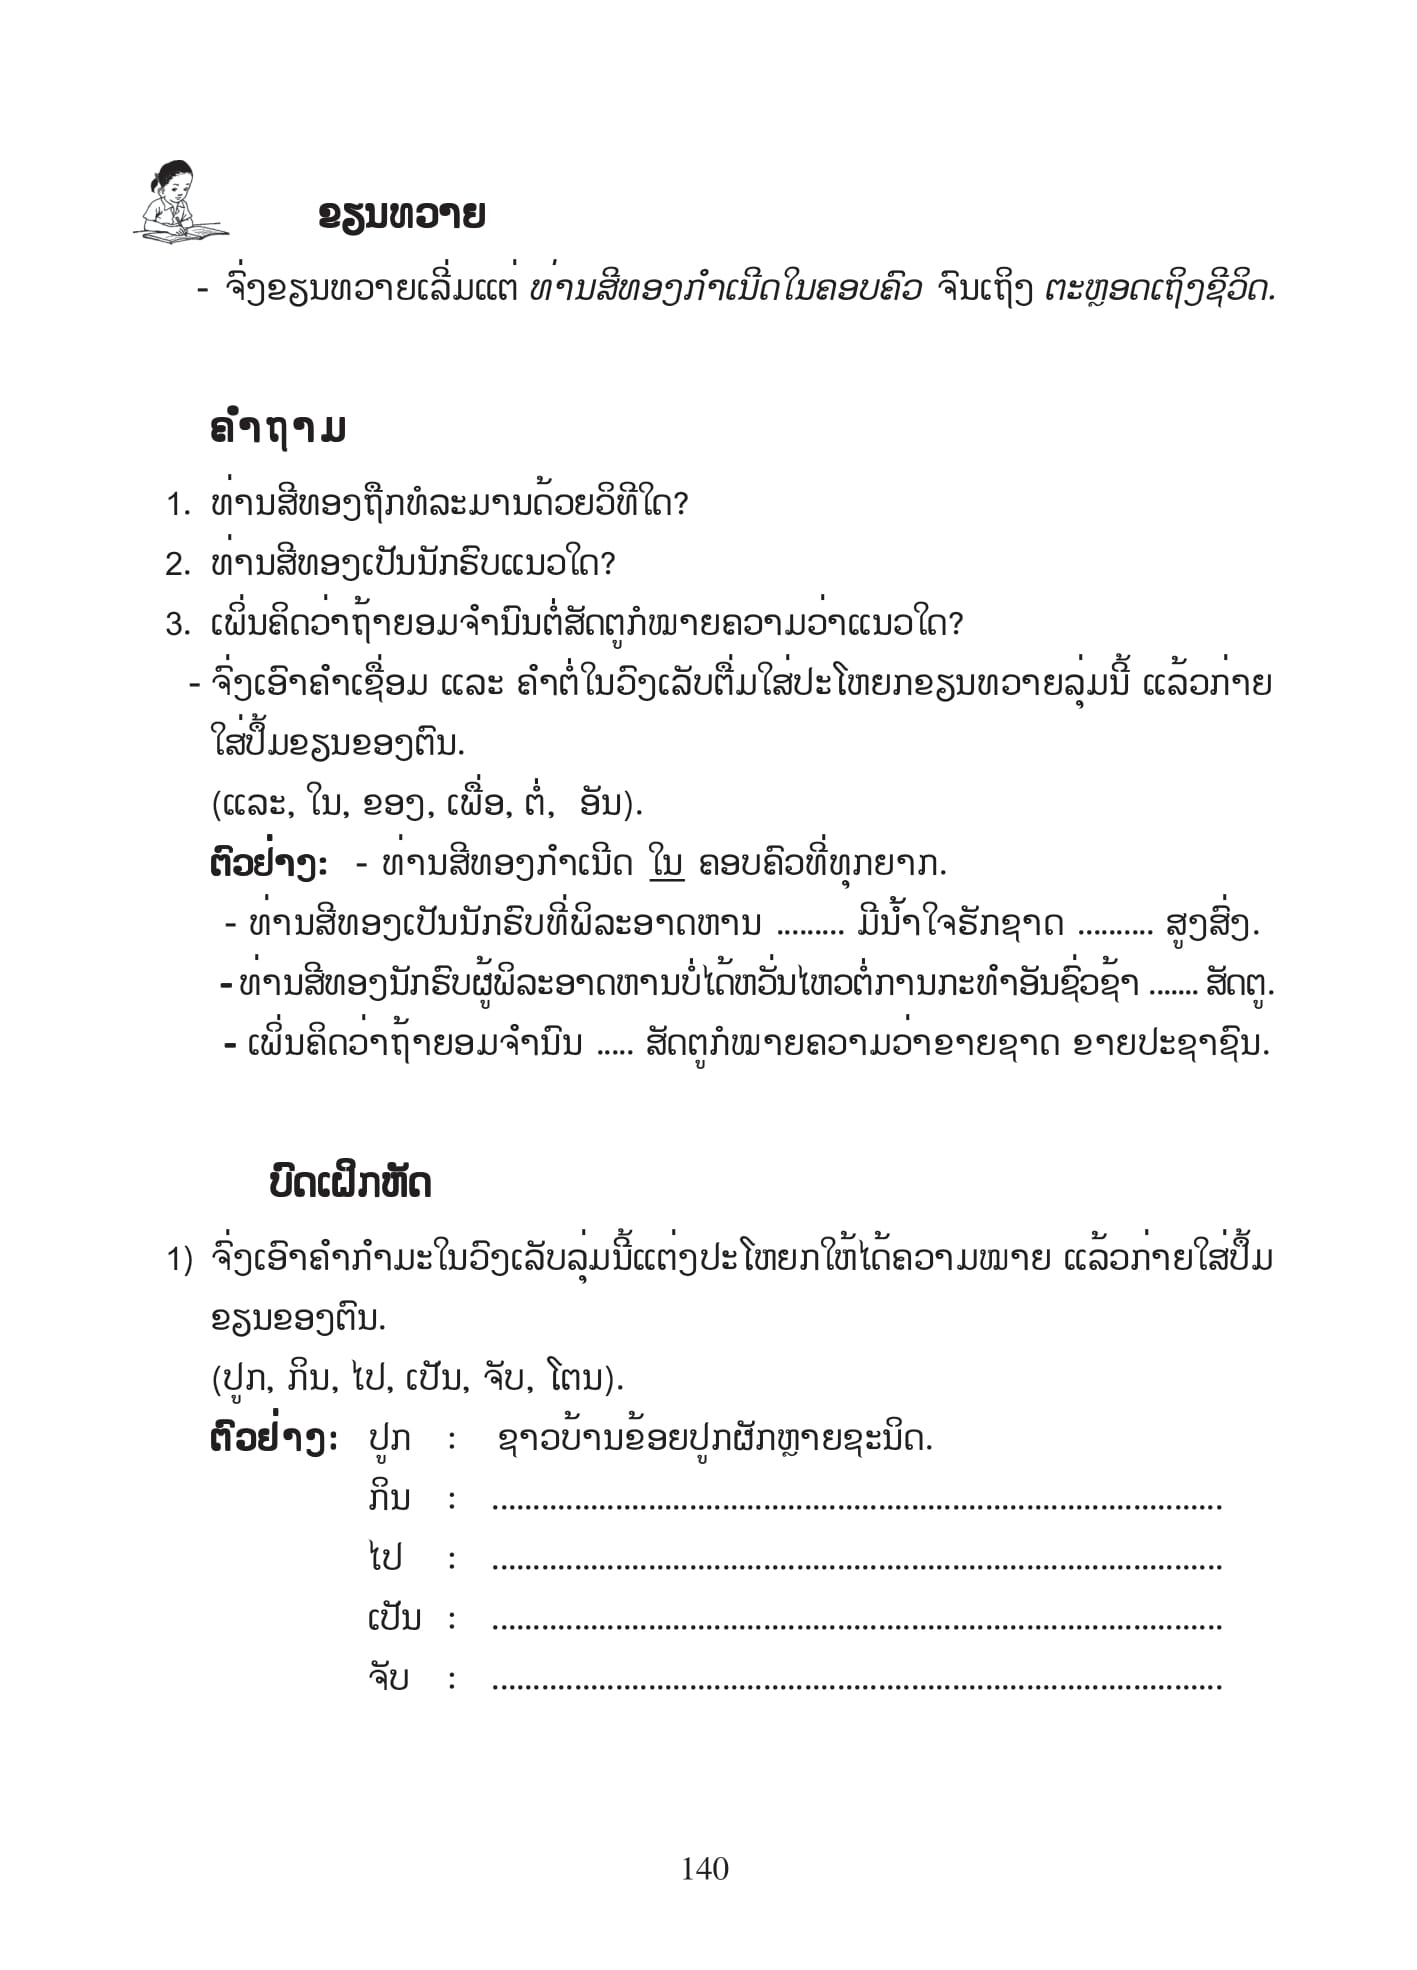 ຂຽນທວາຍ
- ຈົ່ງຂຽນທວາຍເລີ່ມແຕ່ ທ່ານສີທອງກຳເນີດໃນຄອບຄົວ ຈົນເຖິງ ຕະຫຼອດເຖິງຊີວິດ.
ຄຳຖາມ
1. ທ່ານສີທອງຖືກທໍລະມານດ້ວຍວິທີໃດ?
2. ທ່ານສີທອງເປັນນັກຮົບແນວໃດ?
3. ເພິ່ນຄິດວ່າຖ້າຍອມຈຳນົນຕໍ່ສັດຕູກໍໝາຍຄວາມວ່າແນວໃດ?
- ຈົ່ງເອົາຄຳເຊື່ອມ ແລະ ຄຳຕໍ່ໃນວົງເລັບຕື່ມໃສ່ປະໂຫຍກຂຽນທວາຍລຸ່ມນີ້ ແລ້ວກ່າຍ
ໃສ່ປຶ້ມຂຽນຂອງຕົນ.
(ແລະ, ໃນ, ຂອງ, ເພື່ອ, ຕໍ່, ອັນ).
ຕົວຢ່າງ: - ທ່ານສີທອງກຳເນີດ ໃນ ຄອບຄົວທີ່ທຸກຍາກ.
- ທ່ານສີທອງເປັນນັກຮົບທີ່ພິລະອາດຫານ ......... ມີນ້ຳໃຈຮັກຊາດ .......... ສູງສົ່ງ.
- ທ່ານສີທອງນັກຮົບຜູ້ພິລະອາດຫານບໍ່ໄດ້ຫວັ່ນໄຫວຕໍ່ການກະທຳອັນຊົ່ວຊ້າ ....... ສັດຕູ.
- ເພິ່ນຄິດວ່າຖ້າຍອມຈຳນົນ ..... ສັດຕູກໍໝາຍຄວາມວ່າຂາຍຊາດ ຂາຍປະຊາຊົນ.
ບົດເຝິກຫັດ
1) ຈົ່ງເອົາຄຳກຳມະໃນວົງເລັບລຸ່ມນີ້ແຕ່ງປະໂຫຍກໃຫ້ໄດ້ຄວາມໝາຍ ແລ້ວກ່າຍໃສ່ປຶ້ມ
ຂຽນຂອງຕົນ.
(ປູກ, ກິນ, ໄປ, ເປັນ, ຈັບ, ໂຕນ).
ຕົວຢ່າງ: ປູກ : ຊາວບ້ານຂ້ອຍປູກຜັກຫຼາຍຊະນິດ.
ກິນ : ........................................................................................
ໄປ : ........................................................................................
ເປັນ : ........................................................................................
ຈັບ : ........................................................................................
140